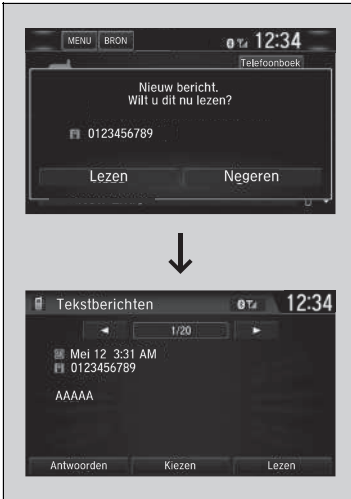 MENU BRON 12:34
Telefoonboek
Nieuw bericht.
Wilt u dit nu lezen?
0123456789
Lezen Negeren
Tekstberichten 12:34
1/20
Mei 12 3:31 AM
0123456789
AAAAA
Antwoorden Kiezen Lezen